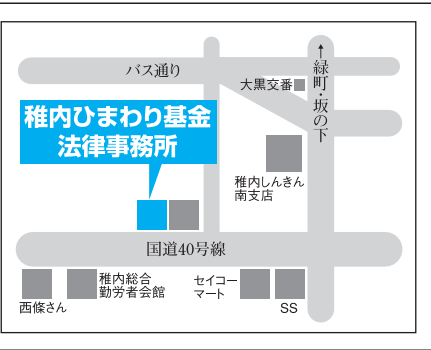 バス通り
↑緑町・坂の下
大黒交番
稚内ひまわり基金
法律事務所
稚内しんきん
南支店
国道40号線
稚内総合
勤労者会館
西條さん
セイコー
マート
SS